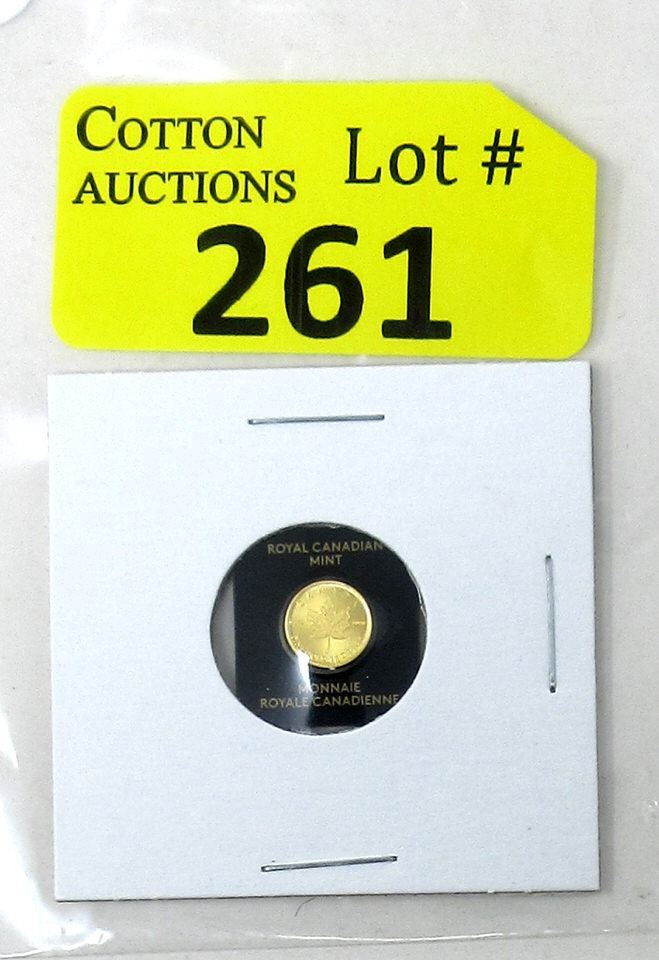 COTTON
AUCTIONS
Lot #
261
ROYAL CANADIAN
MINT
MONNAIE
ROYALE CANADIENNE